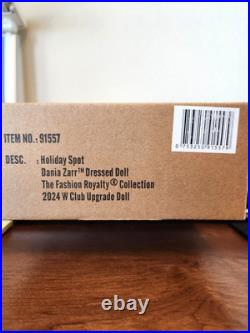 ITEM NO.: 91557
DESC. : Holiday Spot
Dania Zarr™ Dressed Doll
The Fashion Royalty® Collection
2024 W Club Upgrade Doll